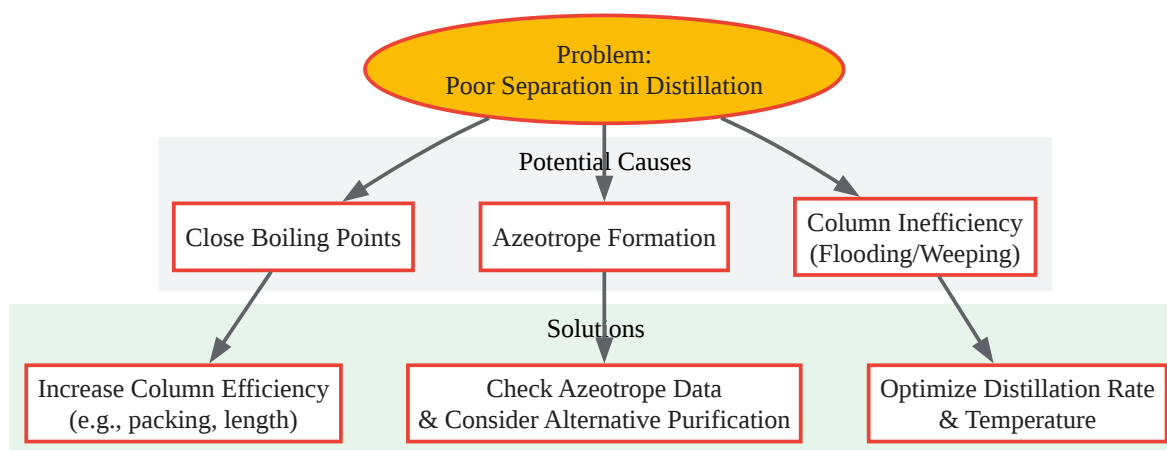 Problem:
Poor Separation in Distillation
Potential Causes
Close Boiling Points
Azeotrope Formation
Column Inefficiency
(Flooding/Weeping)
Solutions
Increase Column Efficiency
(e.g., packing, length)
Check Azeotrope Data
& Consider Alternative Purification
Optimize Distillation Rate
& Temperature